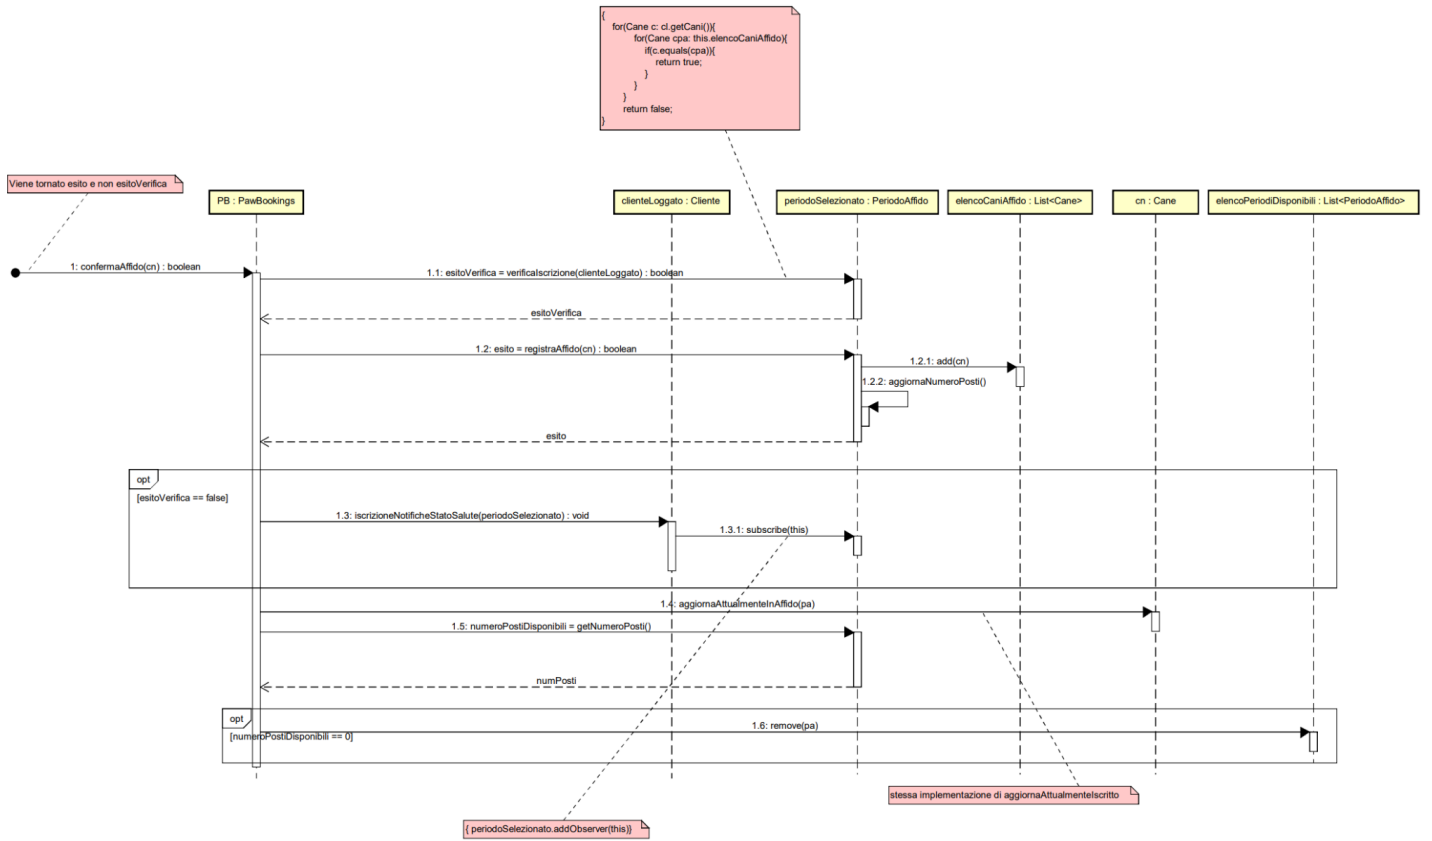 {
for(Cane c: cl.getCani()){
for(Cane cpa: this.elencoCaniAffido){
if(c.equals(cpa)){
return true;
}
}
}
return false;
}
Viene tornato esito e non esitoVerifica
PB : PawBookings
clienteLoggato : Cliente
periodoSelezionato : PeriodoAffido
elencoCaniAffido : List<Cane>
cn : Cane
elencoPeriodiDisponibili : List<PeriodoAffido>
1: confermaAffido(cn) : boolean
1.1: esitoVerifica = verificaIscrizione(clienteLoggato) : boolean
esitoVerifica
1.2: esito = registraAffido(cn) : boolean
1.2.1: add(cn)
1.2.2: aggiornaNumeroPosti()
esito
opt
[esitoVerifica == false]
1.3: iscrizioneNotificheStatoSalute(periodoSelezionato) : void
1.3.1: subscribe(this)
1.4: aggiornaAttualmenteInAffido(pa)
1.5: numeroPostiDisponibili = getNumeroPosti()
numPosti
opt
[numeroPostiDisponibili == 0]
1.6: remove(pa)
stessa implementazione di aggiornaAttualmenteIscritto
{ periodoSelezionato.addObserver(this)}